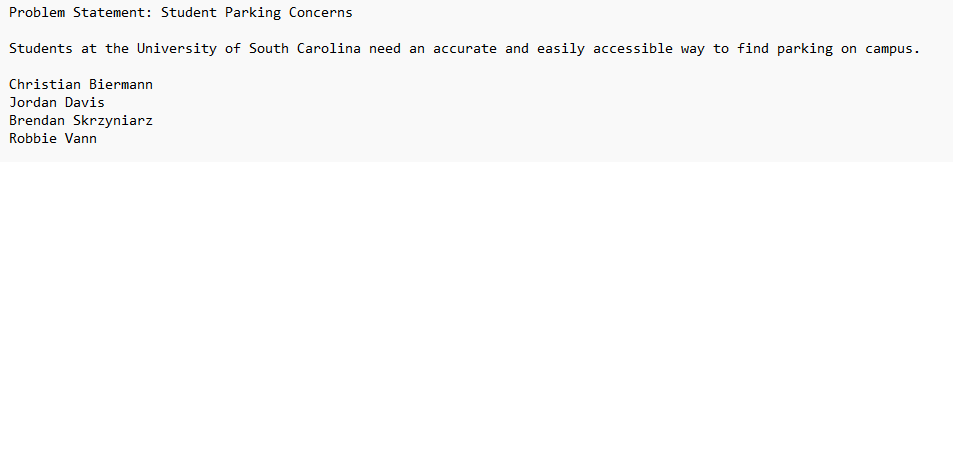 Problem Statement: Student Parking Concerns
Students at the University of South Carolina need an accurate and easily accessible way to find parking on campus.
Christian Biermann
Jordan Davis
Brendan Skrzyniarz
Robbie Vann